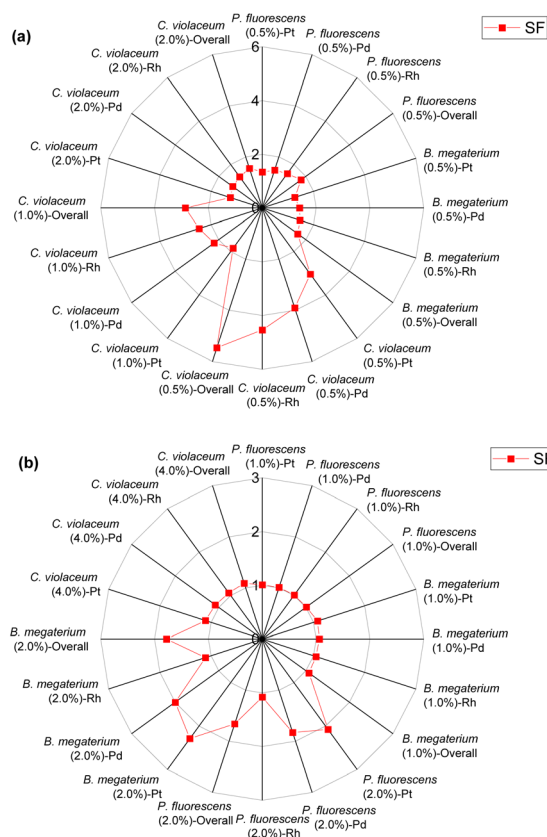 (a)
SF
6
4
2
P. fluorescens
(0.5%)-Pt
P. fluorescens
(0.5%)-Pd
P. fluorescens
(0.5%)-Rh
P. fluorescens
(0.5%)-Overall
B. megaterium
(0.5%)-Pt
B. megaterium
(0.5%)-Pd
B. megaterium
(0.5%)-Rh
B. megaterium
(0.5%)-Overall
C. violaceum
(0.5%)-Pt
C. violaceum
(0.5%)-Pd
C. violaceum
(0.5%)-Rh
C. violaceum
(0.5%)-Overall
C. violaceum
(1.0%)-Pt
C. violaceum
(1.0%)-Pd
C. violaceum
(1.0%)-Rh
C. violaceum
(1.0%)-Overall
C. violaceum
(2.0%)-Pt
C. violaceum
(2.0%)-Pd
C. violaceum
(2.0%)-Rh
C. violaceum
(2.0%)-Overall
(b)
3
2
1
P. fluorescens
(1.0%)-Pt
P. fluorescens
(1.0%)-Pd
P. fluorescens
(1.0%)-Rh
P. fluorescens
(1.0%)-Overall
B. megaterium
(1.0%)-Pt
B. megaterium
(1.0%)-Pd
B. megaterium
(1.0%)-Rh
B. megaterium
(1.0%)-Overall
P. fluorescens
(2.0%)-Pt
P. fluorescens
(2.0%)-Pd
P. fluorescens
(2.0%)-Rh
P. fluorescens
(2.0%)-Overall
B. megaterium
(2.0%)-Pt
B. megaterium
(2.0%)-Pd
B. megaterium
(2.0%)-Rh
B. megaterium
(2.0%)-Overall
C. violaceum
(4.0%)-Pt
C. violaceum
(4.0%)-Pd
C. violaceum
(4.0%)-Rh
C. violaceum
(4.0%)-Overall